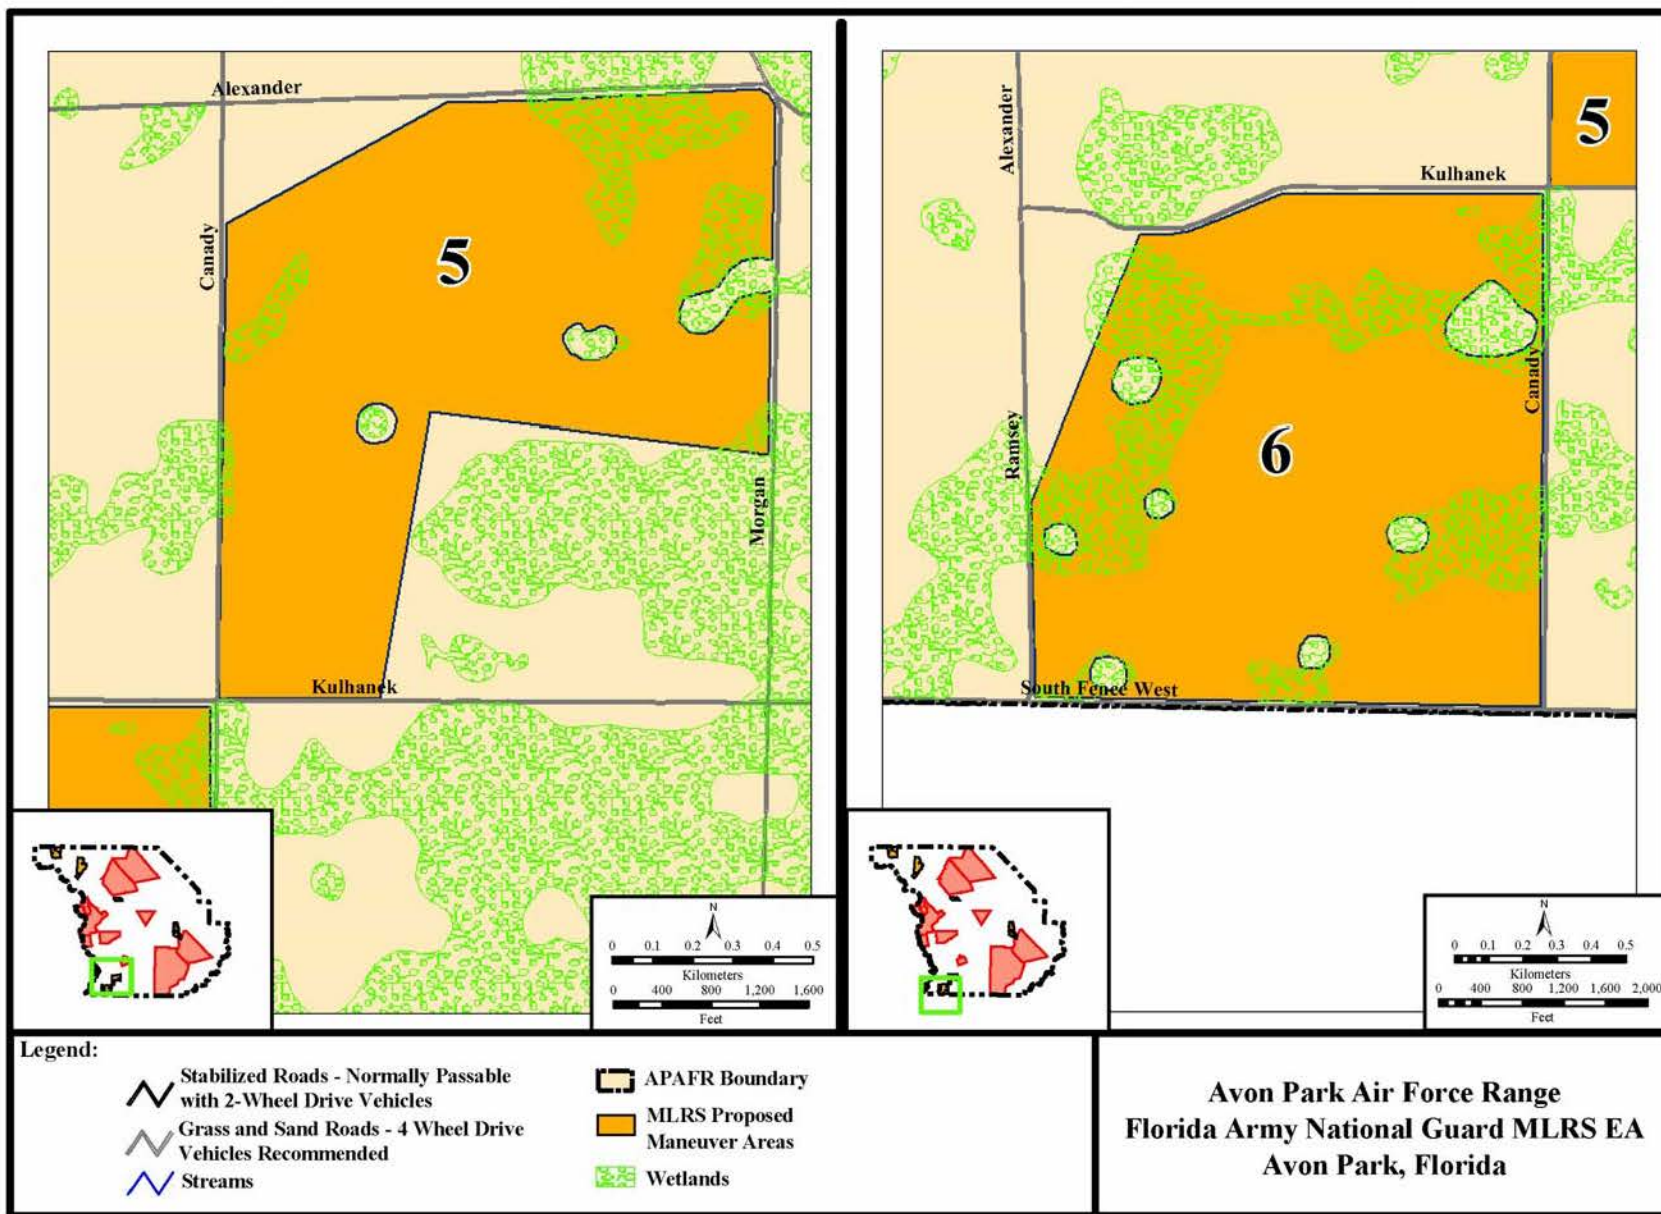 Alexander
Canady
5
Morgan
Kulhanek
N
0 0.1 0.2 0.3 0.4 0.5
Kilometers
0 400 800 1,200 1,600
Feet
Alexander
5
Kulhanek
Ramsey
Canady
6
South Fence West
N
0 0.1 0.2 0.3 0.4 0.5
Kilometers
0 200 400 800 1,200 1,600 2,000
Feet
Legend:
Stabilized Roads - Normally Passable
with 2-Wheel Drive Vehicles
Grass and Sand Roads - 4 Wheel Drive
Vehicles Recommended
Streams
APAFR Boundary
MLRS Proposed
Maneuver Areas
Wetlands
Avon Park Air Force Range
Florida Army National Guard MLRS EA
Avon Park, Florida